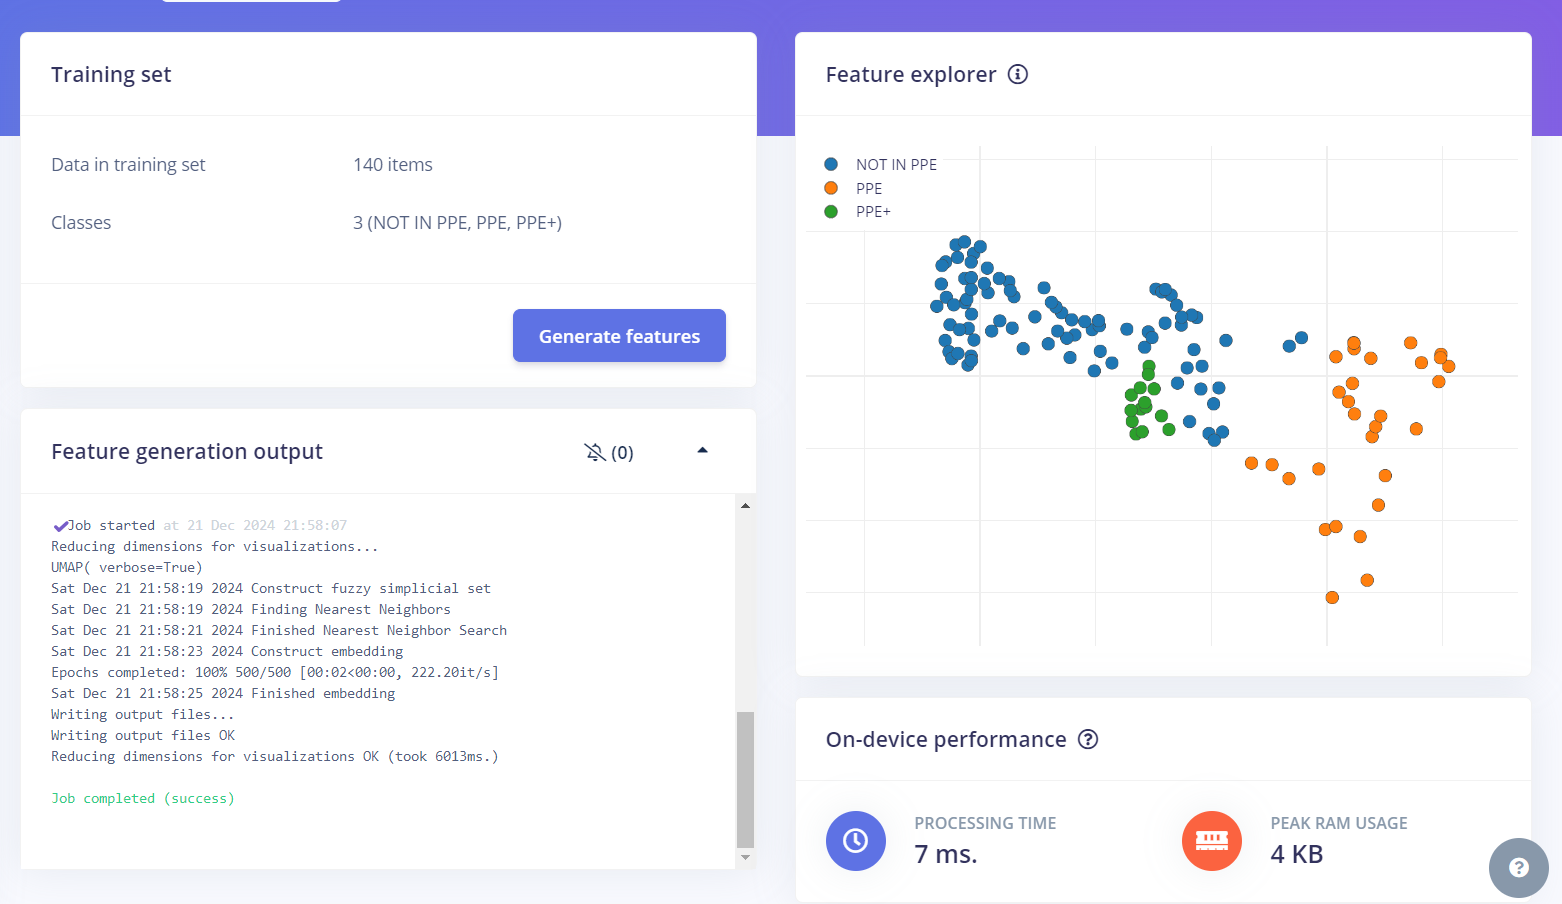 Training set
Data in training set 140 items
Classes 3 (NOT IN PPE, PPE, PPE+)
Generate features
Feature generation output (0)
Job started at 21 Dec 2024 21:58:07
Reducing dimensions for visualizations...
UMAP( verbose=True)
Sat Dec 21 21:58:19 2024 Construct fuzzy simplicial set
Sat Dec 21 21:58:19 2024 Finding Nearest Neighbors
Sat Dec 21 21:58:21 2024 Finished Nearest Neighbor Search
Sat Dec 21 21:58:23 2024 Construct embedding
Epochs completed: 100% 500/500 [00:02<00:00, 222.20it/s]
Sat Dec 21 21:58:25 2024 Finished embedding
Writing output files...
Writing output files OK
Reducing dimensions for visualizations OK (took 6013ms.)
Job completed (success)
Feature explorer
NOT IN PPE
PPE
PPE+
On-device performance
PROCESSING TIME
7 ms.
PEAK RAM USAGE
4 KB